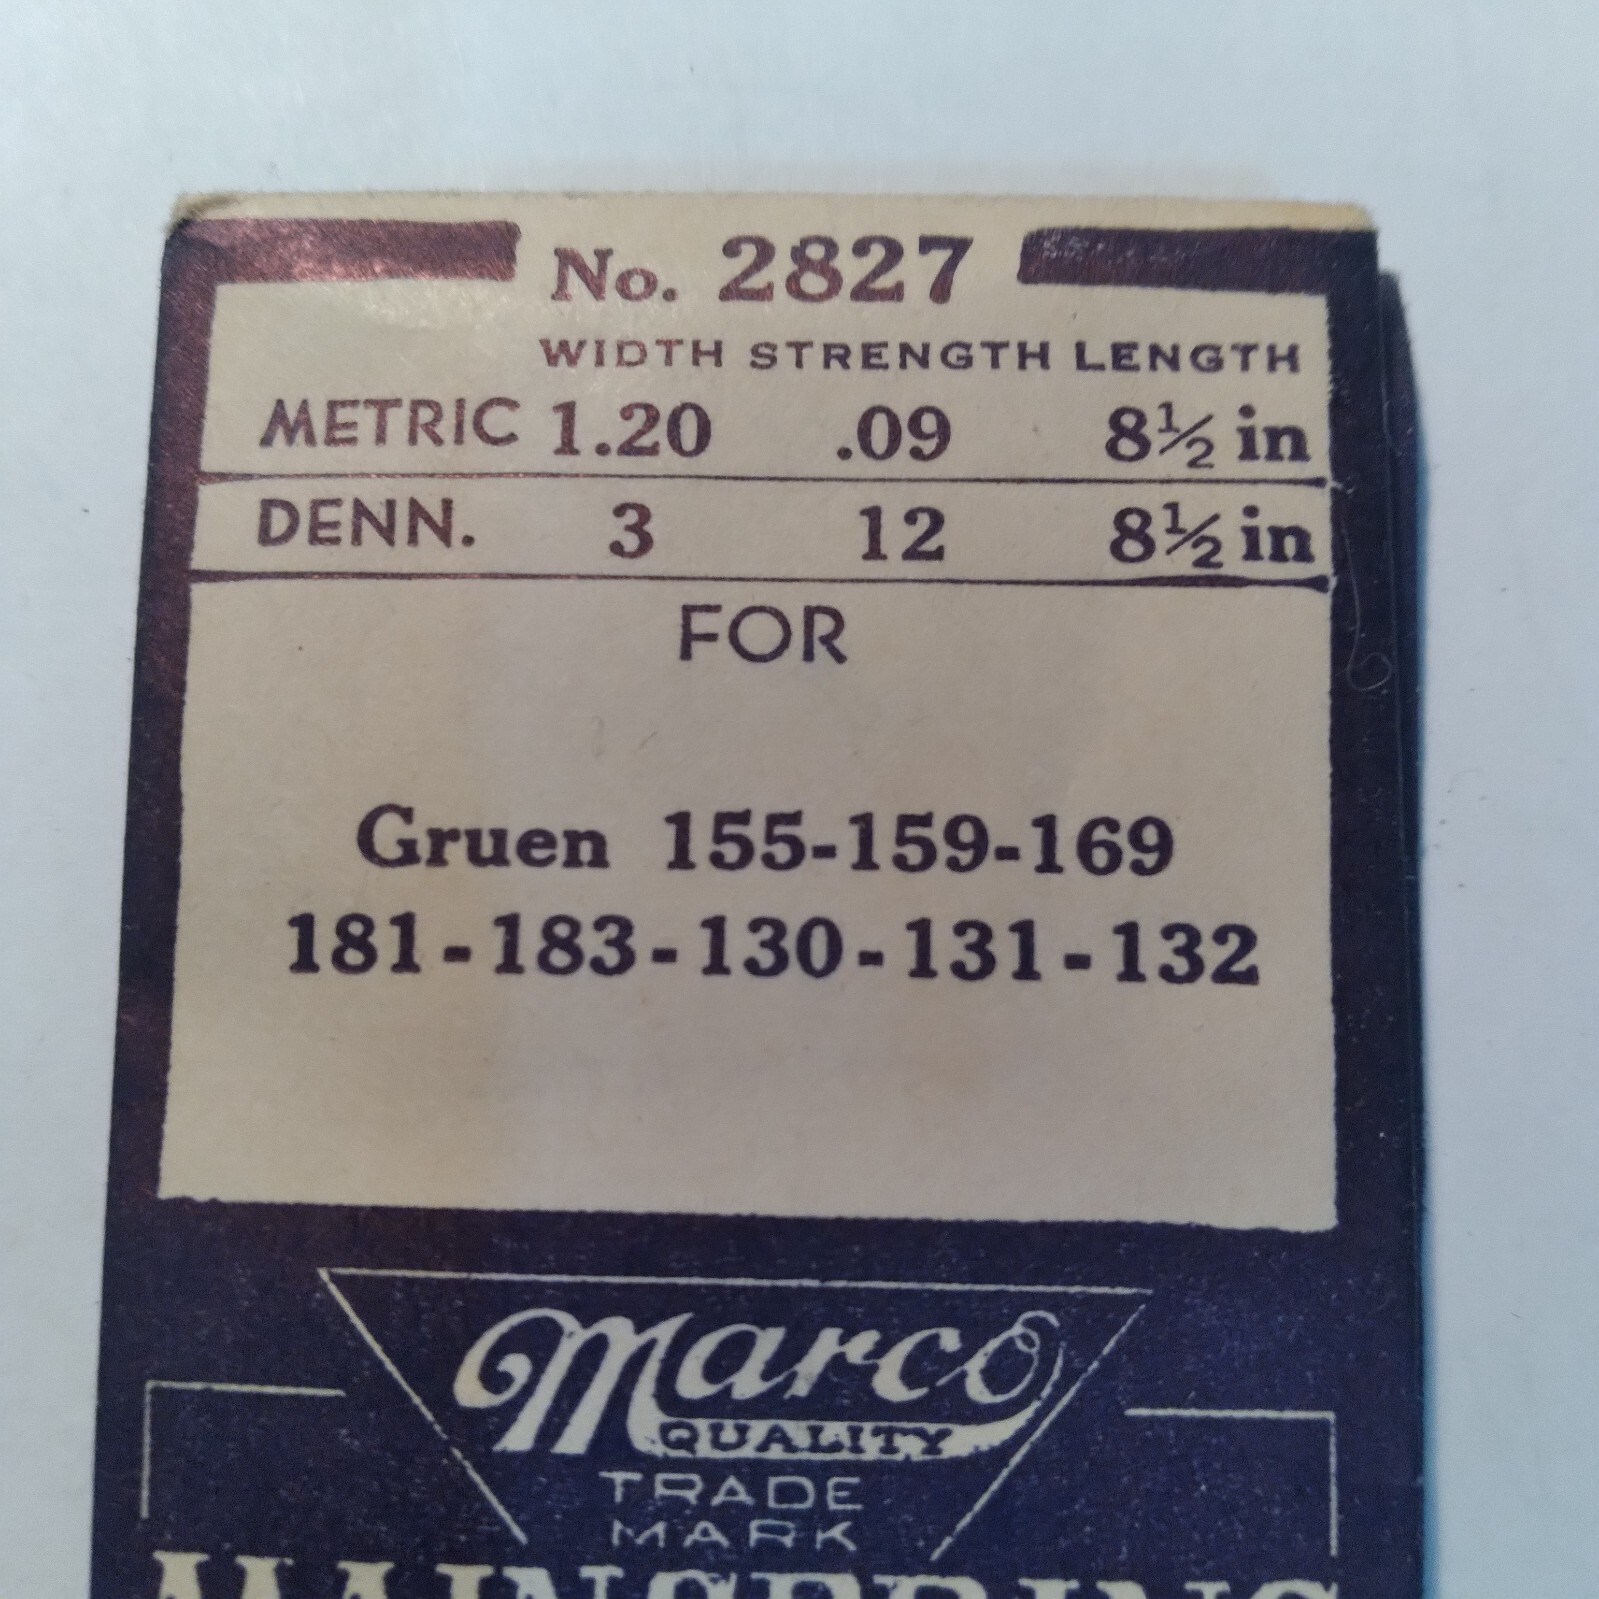 No. 2827
WIDTH STRENGTH LENGTH
METRIC 1.20 .09 8½ in
DENN. 3 12 8½ in
FOR
Gruen 155-159-169
181-183-130-131-132
Marco
QUALITY
TRADE
MARK
MAINSPRING